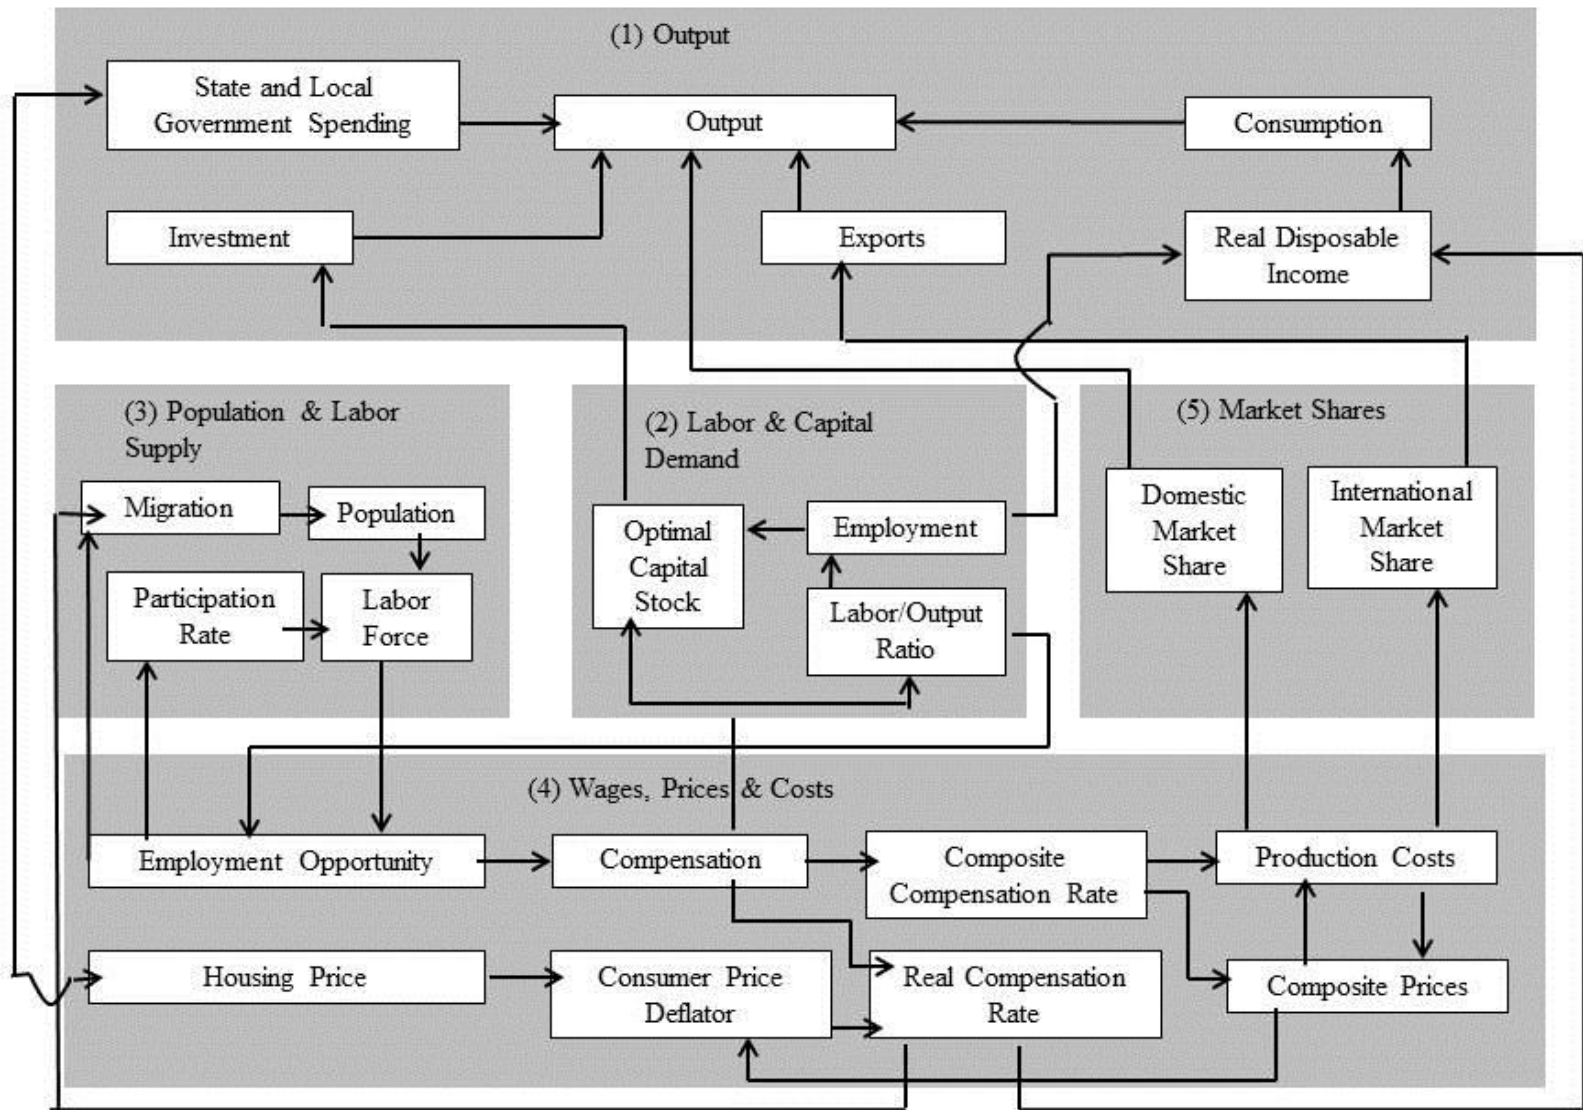 (1) Output
State and Local
Government Spending
Output
Consumption
Investment
Exports
Real Disposable
Income
(3) Population & Labor
Supply
(2) Labor & Capital
Demand
(5) Market Shares
Migration
Population
Optimal
Capital
Stock
Employment
Domestic
Market
Share
International
Market
Share
Participation
Rate
Labor
Force
Labor/Output
Ratio
(4) Wages, Prices & Costs
Employment Opportunity
Compensation
Composite
Compensation Rate
Production Costs
Housing Price
Consumer Price
Deflator
Real Compensation
Rate
Composite Prices